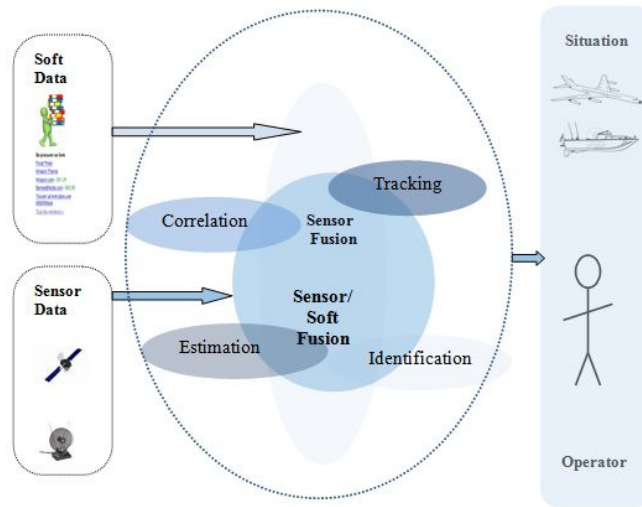 Soft
Data
Sensor
Data
Correlation
Tracking
Sensor
Fusion
Sensor/
Soft
Fusion
Estimation
Identification
Situation
Operator